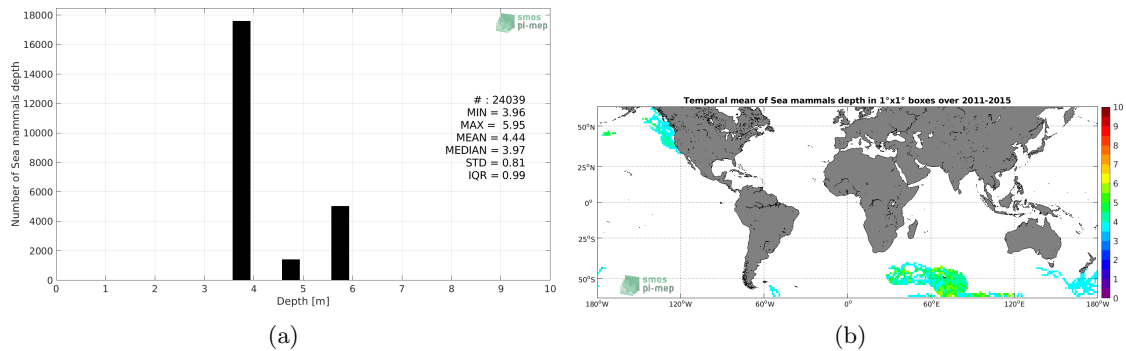 18000
16000
14000
12000
10000
8000
6000
4000
2000
0
Number of Sea mammals depth
smos
pi-mep
# : 24039
MIN = 3.96
MAX = 5.95
MEAN = 4.44
MEDIAN = 3.97
STD = 0.81
IQR = 0.99
0 1 2 3 4 5 6 7 8 9 10
Depth [m]
(a)
Temporal mean of Sea mammals depth in 1°x1° boxes over 2011-2015
50°N
25°N
0°
25°S
50°S
smos
pi-mep
180°W 120°W 60°W 0° 60°E 120°E 180°W
10
9
8
7
6
5
4
3
2
1
0
(b)